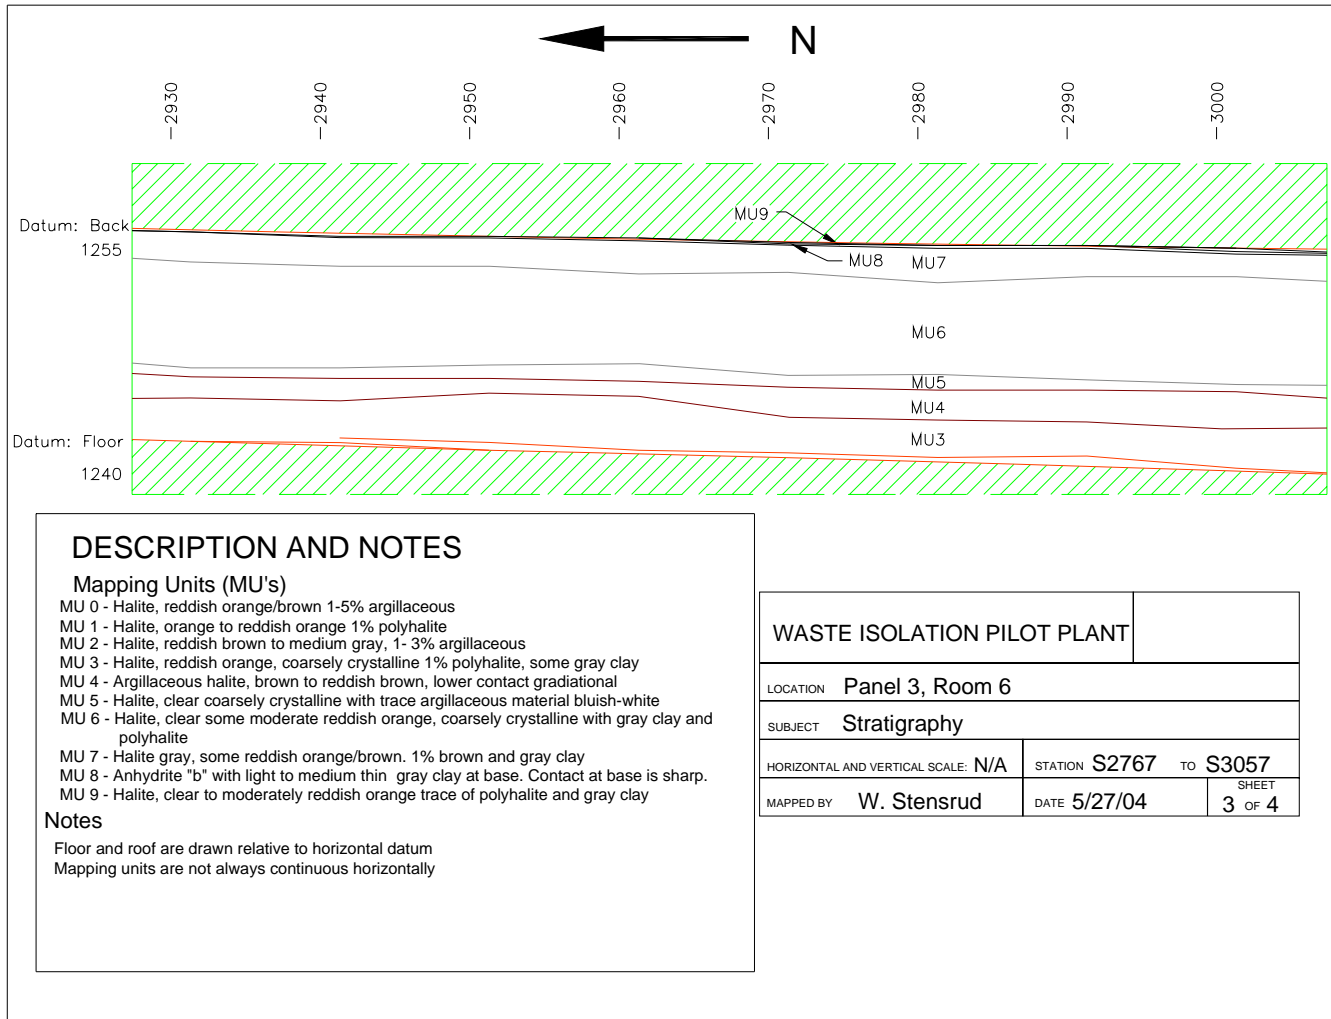 N
2930
2940
2950
2960
2970
2980
2990
3000
Datum: Back
1255
MU9
MU8
MU7
MU6
MU5
MU4
MU3
Datum: Floor
1240
DESCRIPTION AND NOTES
Mapping Units (MU's)
MU 0 - Halite, reddish orange/brown 1-5% argillaceous
MU 1 - Halite, orange to reddish orange 1% polyhalite
MU 2 - Halite, reddish brown to medium gray, 1- 3% argillaceous
MU 3 - Halite, reddish orange, coarsely crystalline 1% polyhalite, some gray clay
MU 4 - Argillaceous halite, brown to reddish brown, lower contact gradiational
MU 5 - Halite, clear coarsely crystalline with trace argillaceous material bluish-white
MU 6 - Halite, clear some moderate reddish orange, coarsely crystalline with gray clay and
polyhalite
MU 7 - Halite gray, some reddish orange/brown. 1% brown and gray clay
MU 8 - Anhydrite "b" with light to medium thin gray clay at base. Contact at base is sharp.
MU 9 - Halite, clear to moderately reddish orange trace of polyhalite and gray clay
Notes
Floor and roof are drawn relative to horizontal datum
Mapping units are not always continuous horizontally
WASTE ISOLATION PILOT PLANT
LOCATION Panel 3, Room 6
SUBJECT Stratigraphy
HORIZONTAL AND VERTICAL SCALE: N/A
STATION S2767 TO S3057
MAPPED BY W. Stensrud
DATE 5/27/04
SHEET
3 OF 4